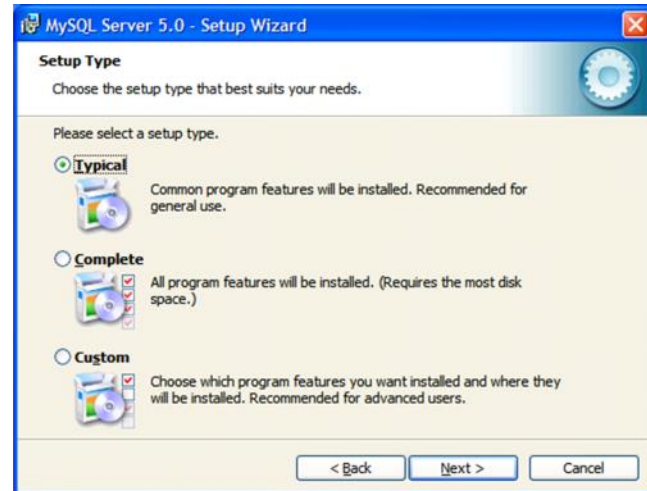 MySQL Server 5.0 - Setup Wizard
Setup Type
Choose the setup type that best suits your needs.
Please select a setup type.
Typical
Common program features will be installed. Recommended for
general use.
Complete
All program features will be installed. (Requires the most disk
space.)
Custom
Choose which program features you want installed and where they
will be installed. Recommended for advanced users.
< Back
Next >
Cancel